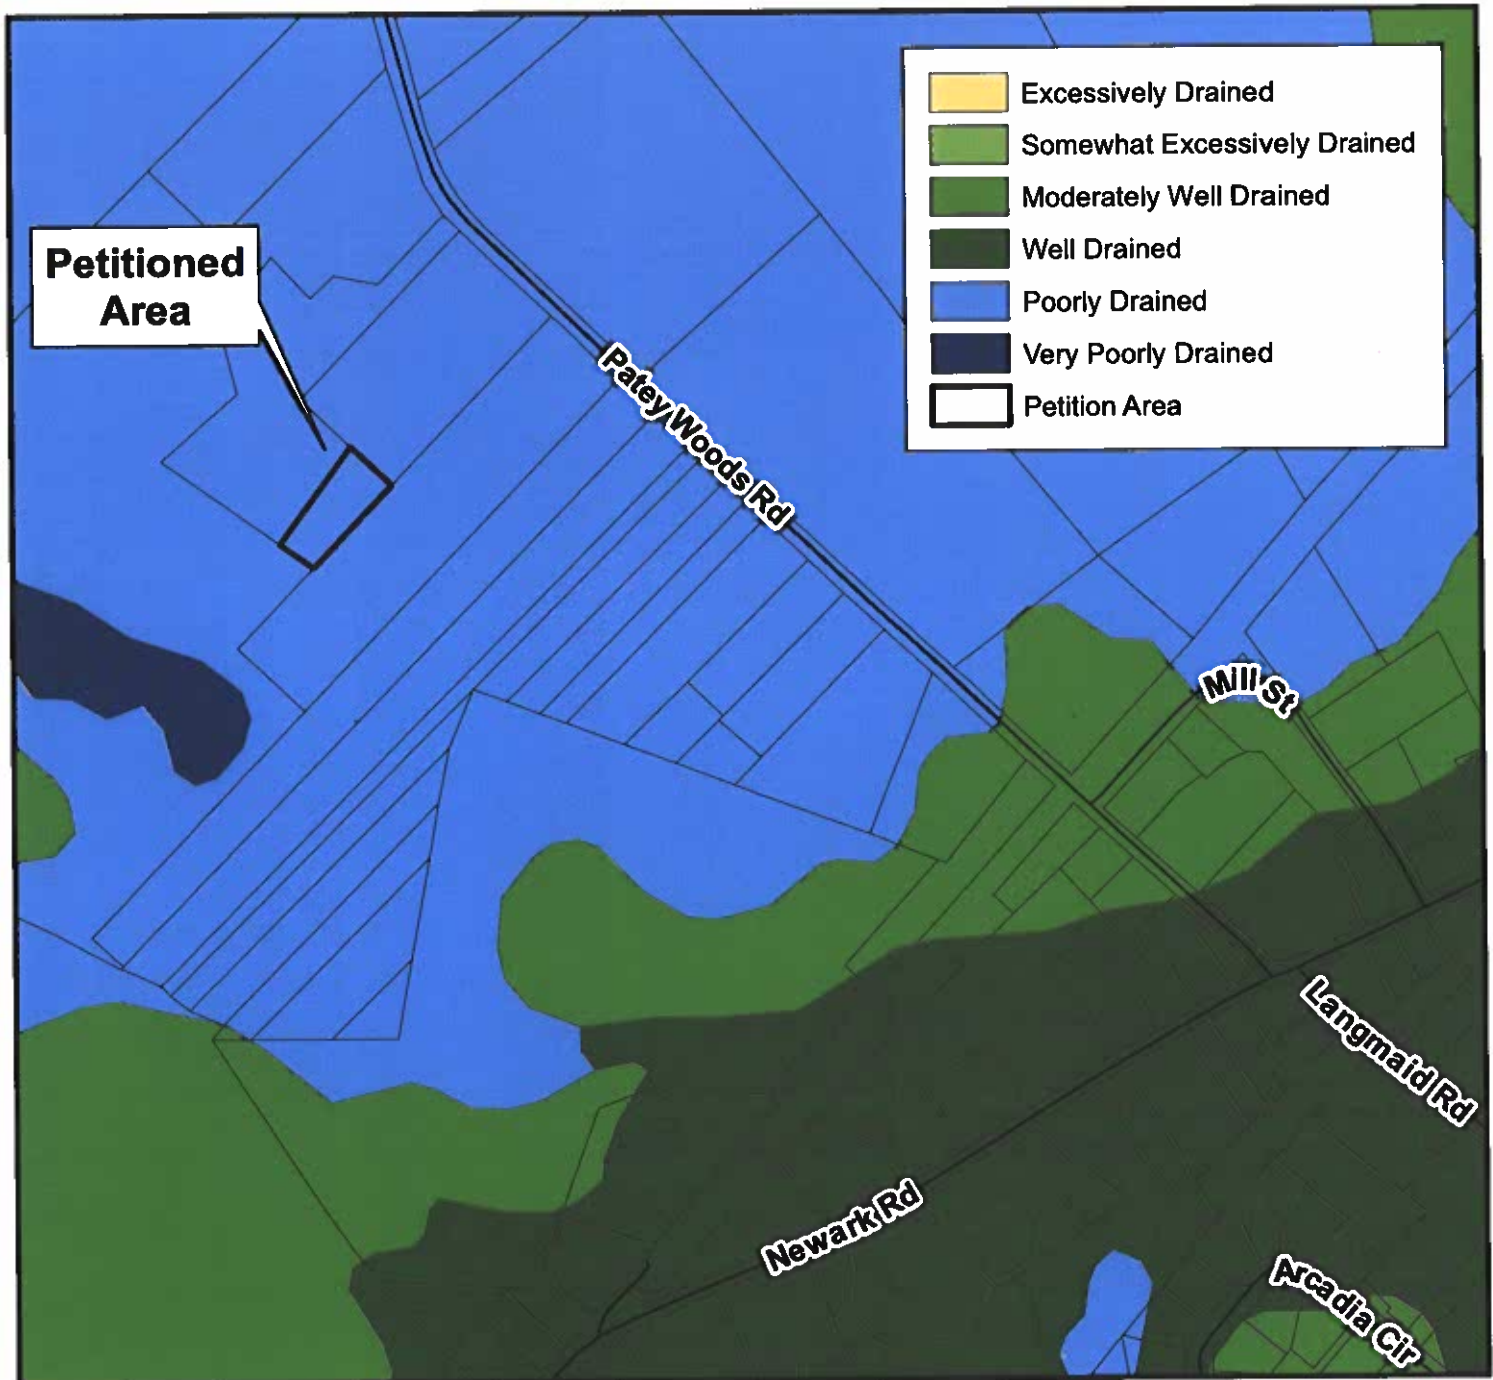 Excessively Drained
Somewhat Excessively Drained
Moderately Well Drained
Well Drained
Poorly Drained
Very Poorly Drained
Petition Area
Petitioned
Area
Patey Woods Rd
Mill St
Langmaid Rd
Newark Rd
Arcadia Cir